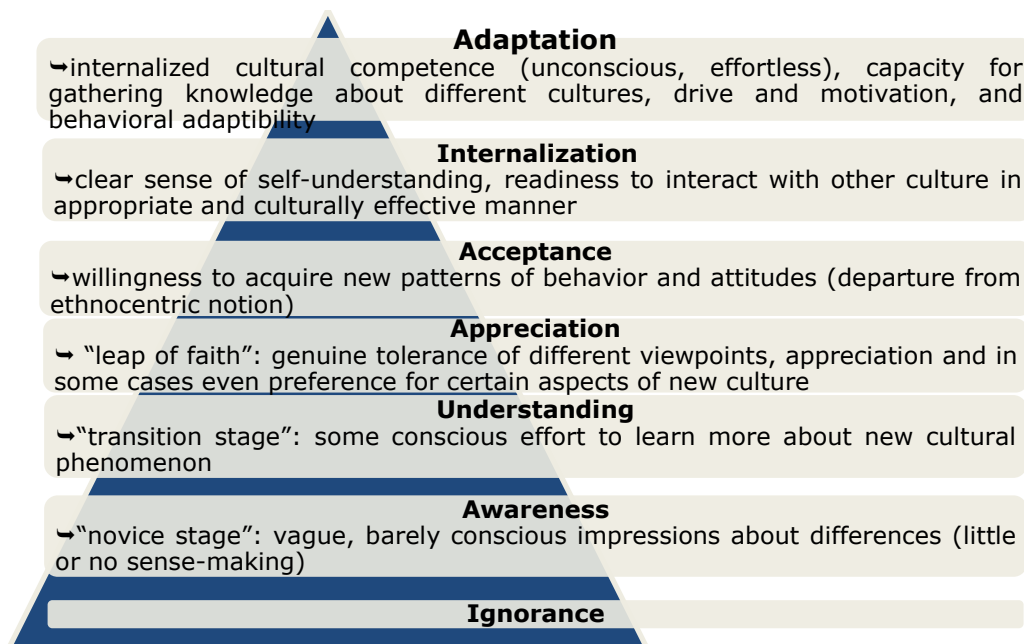 Adaptation
➥internalized cultural competence (unconscious, effortless), capacity for
gathering knowledge about different cultures, drive and motivation, and
behavioral adaptibility
Internalization
➥clear sense of self-understanding, readiness to interact with other culture in
appropriate and culturally effective manner
Acceptance
➥willingness to acquire new patterns of behavior and attitudes (departure from
ethnocentric notion)
Appreciation
➥ “leap of faith”: genuine tolerance of different viewpoints, appreciation and in
some cases even preference for certain aspects of new culture
Understanding
➥“transition stage”: some conscious effort to learn more about new cultural
phenomenon
Awareness
➥“novice stage”: vague, barely conscious impressions about differences (little
or no sense-making)
Ignorance